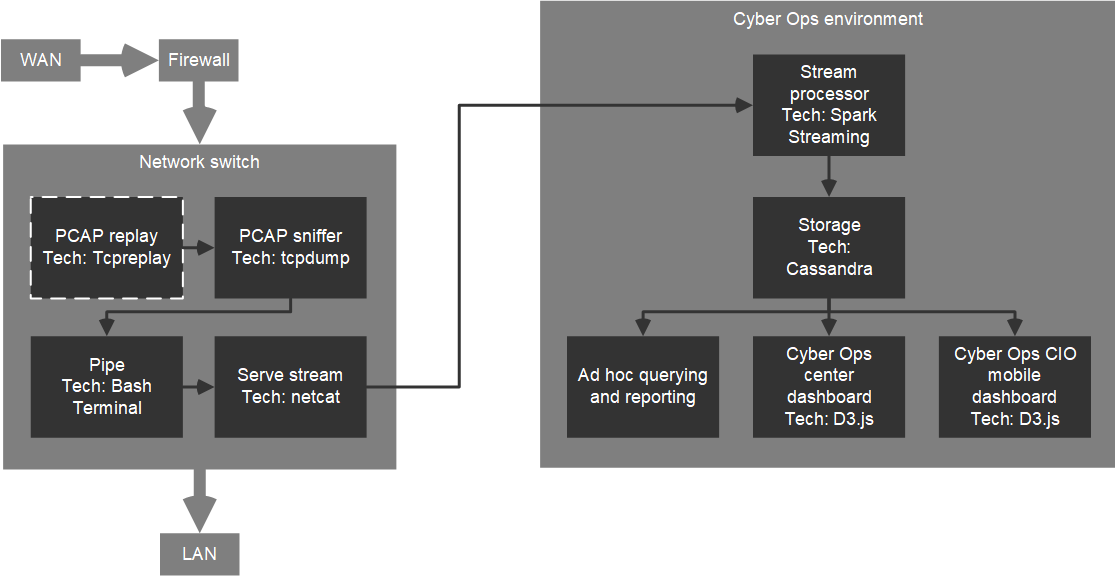 WAN
Firewall
Network switch
PCAP replay
Tech: Tcpreplay
PCAP sniffer
Tech: tcpdump
Pipe
Tech: Bash
Terminal
Serve stream
Tech: netcat
LAN
Cyber Ops environment
Stream
processor
Tech: Spark
Streaming
Storage
Tech:
Cassandra
Ad hoc querying
and reporting
Cyber Ops
center
dashboard
Tech: D3.js
Cyber Ops CIO
mobile
dashboard
Tech: D3.js